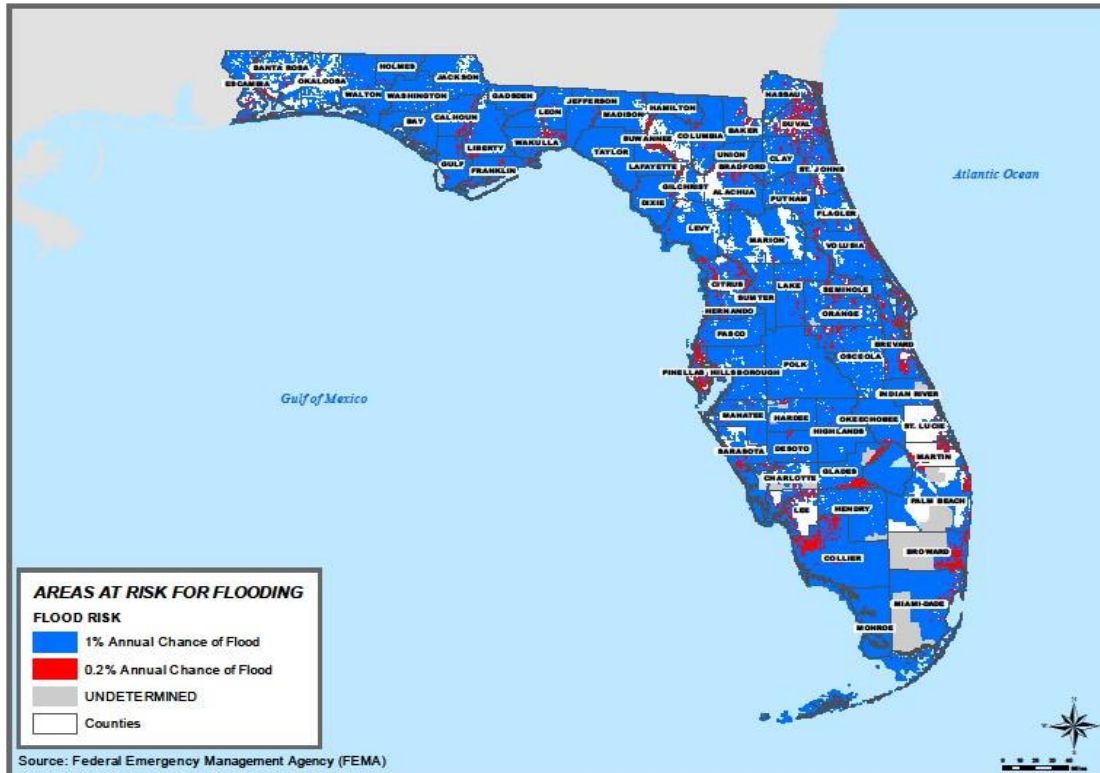 SANTA ROSA
HOLMES
ESCAMBIA
OKALOOSA
JACKSON
WALTON
WASHINGTON
GADSDEN
JEFFERSON
HAMILTON
NASSAU
BAY
CALHOUN
LEON
MADISON
BAKER
DUVAL
SUWANNEE
COLUMBIA
LIBERTY
WAKULLA
TAYLOR
UNION
CLAY
GULF
FRANKLIN
LAFAYETTE
BRADFORD
ST. JOHNS
Atlantic Ocean
GILCHRIST
ALACHUA
PUTNAM
DIXIE
FLAGLER
LEVY
MARION
VOLUSIA
CITRUS
LAKE
SEMINOLE
SUMTER
HERNANDO
ORANGE
PASCO
BREVARD
OSCEOLA
POLK
PINELLAS
HILLSBOROUGH
Gulf of Mexico
INDIAN RIVER
MANATEE
HARDEE
OKEECHOBEE
ST. LUCIE
HIGHLANDS
SARASOTA
DESOTO
MARTIN
CHARLOTTE
GLADES
PALM BEACH
LEE
HENDRY
BROWARD
COLLIER
MIAMI-DADE
MONROE
AREAS AT RISK FOR FLOODING
FLOOD RISK
1% Annual Chance of Flood
0.2% Annual Chance of Flood
UNDETERMINED
Counties
Source: Federal Emergency Management Agency (FEMA)